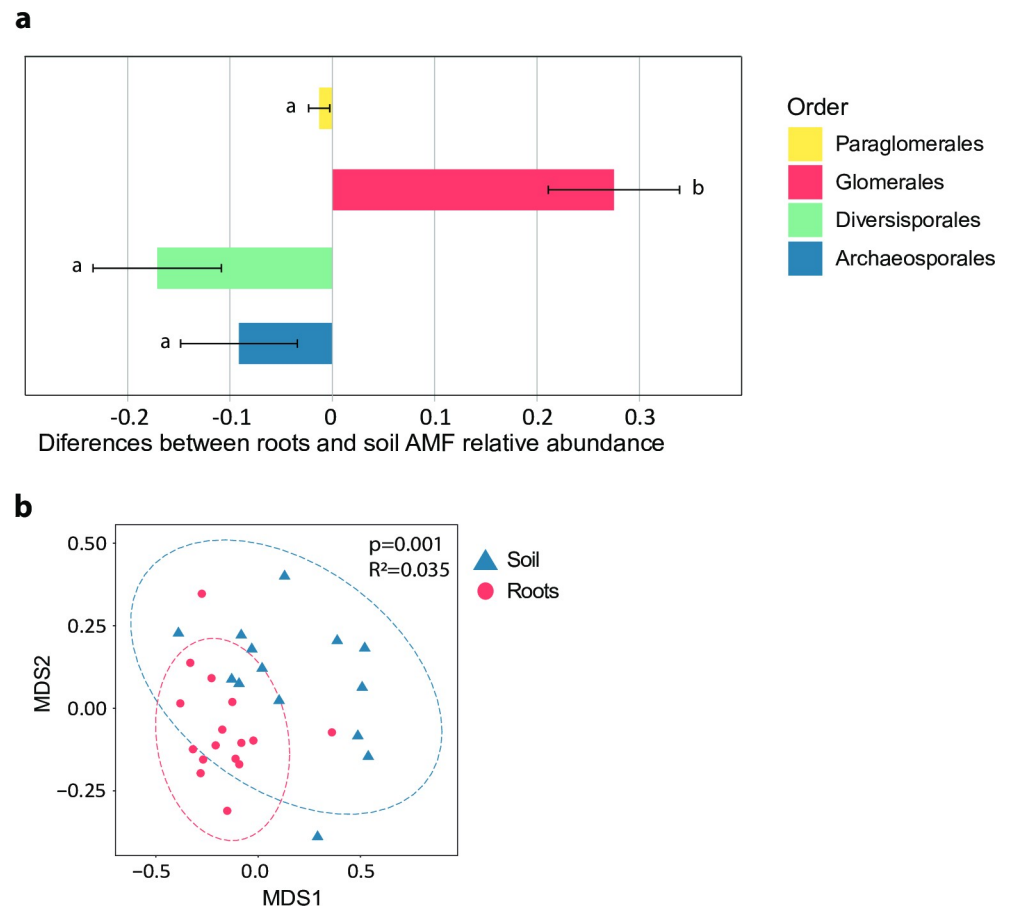 a
a
b
a
a
-0.2 -0.1 0 0.1 0.2 0.3
Diferences between roots and soil AMF relative abundance
Order
Paraglomerales
Glomerales
Diversisporales
Archaeosporales
b
0.50
0.25
0.00
−0.25
MDS2
p=0.001
R²=0.035
−0.5 0.0 0.5
MDS1
Soil
Roots